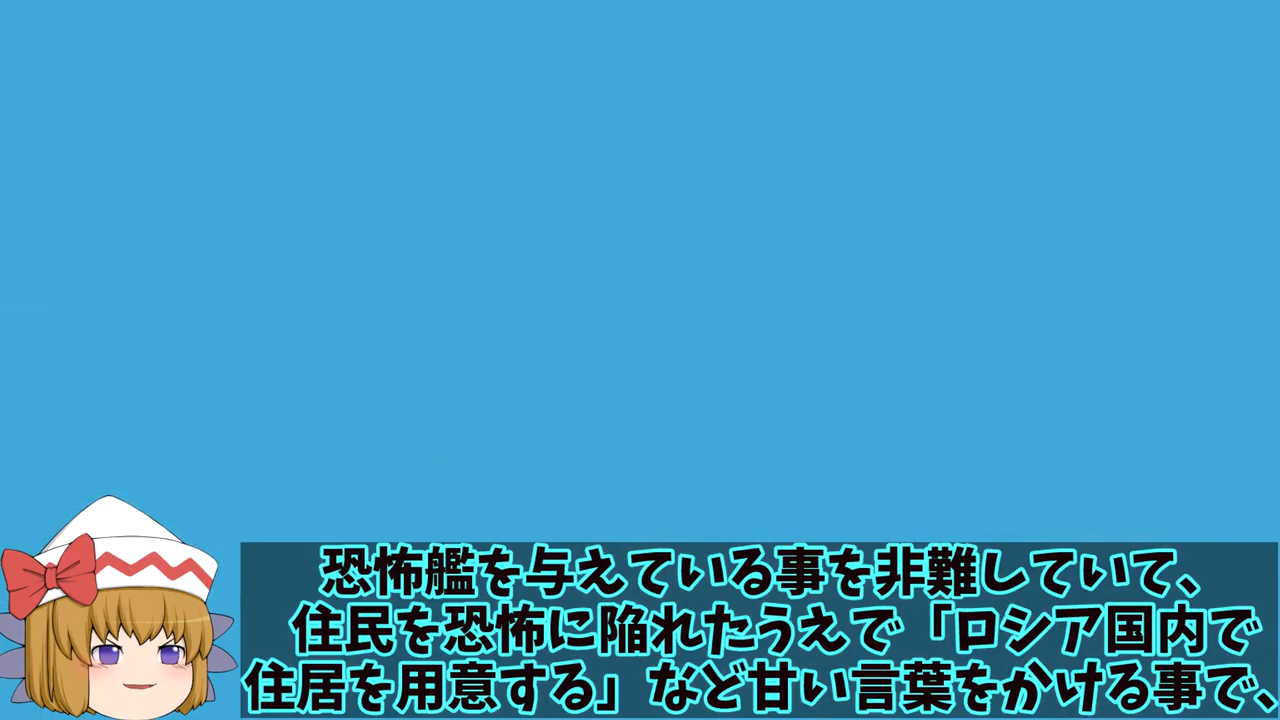 恐怖艦を与えている事を非難していて、
住民を恐怖に陥れたうえで「ロシア国内で
住居を用意する」など甘い言葉をかける事で、